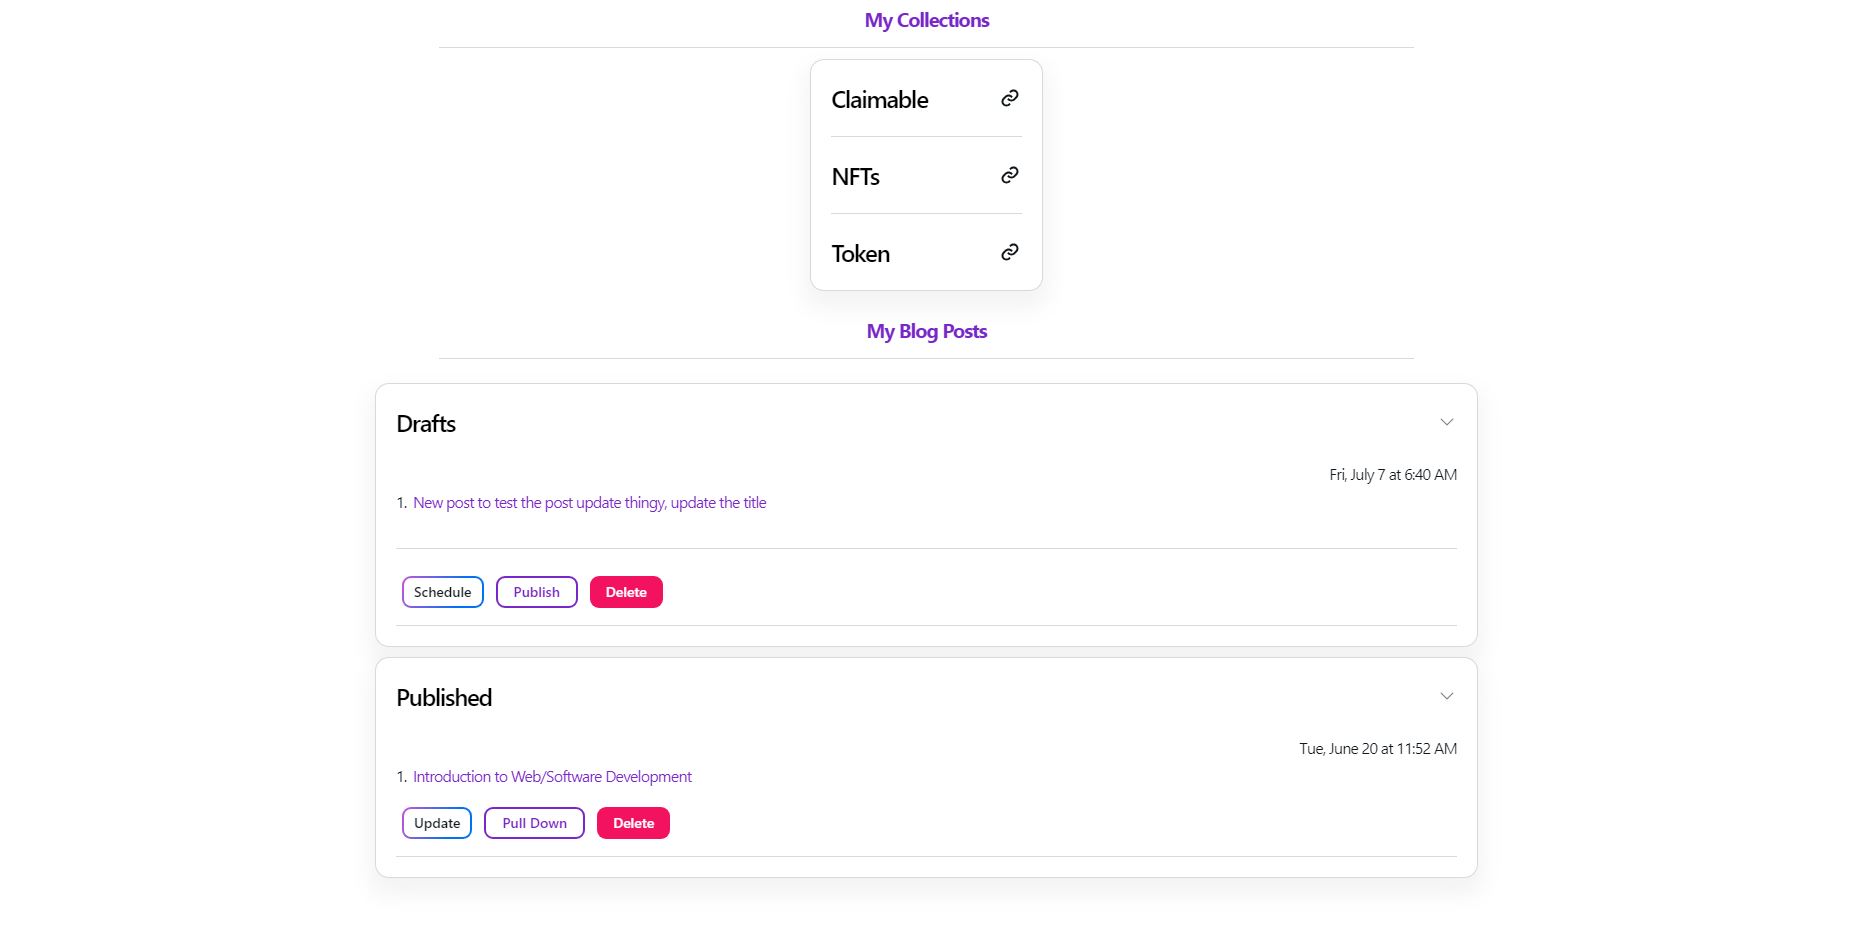 My Collections
Claimable
NFTs
Token
My Blog Posts
Drafts
Fri, July 7 at 6:40 AM
1. New post to test the post update thingy, update the title
Schedule Publish Delete
Published
Tue, June 20 at 11:52 AM
1. Introduction to Web/Software Development
Update Pull Down Delete